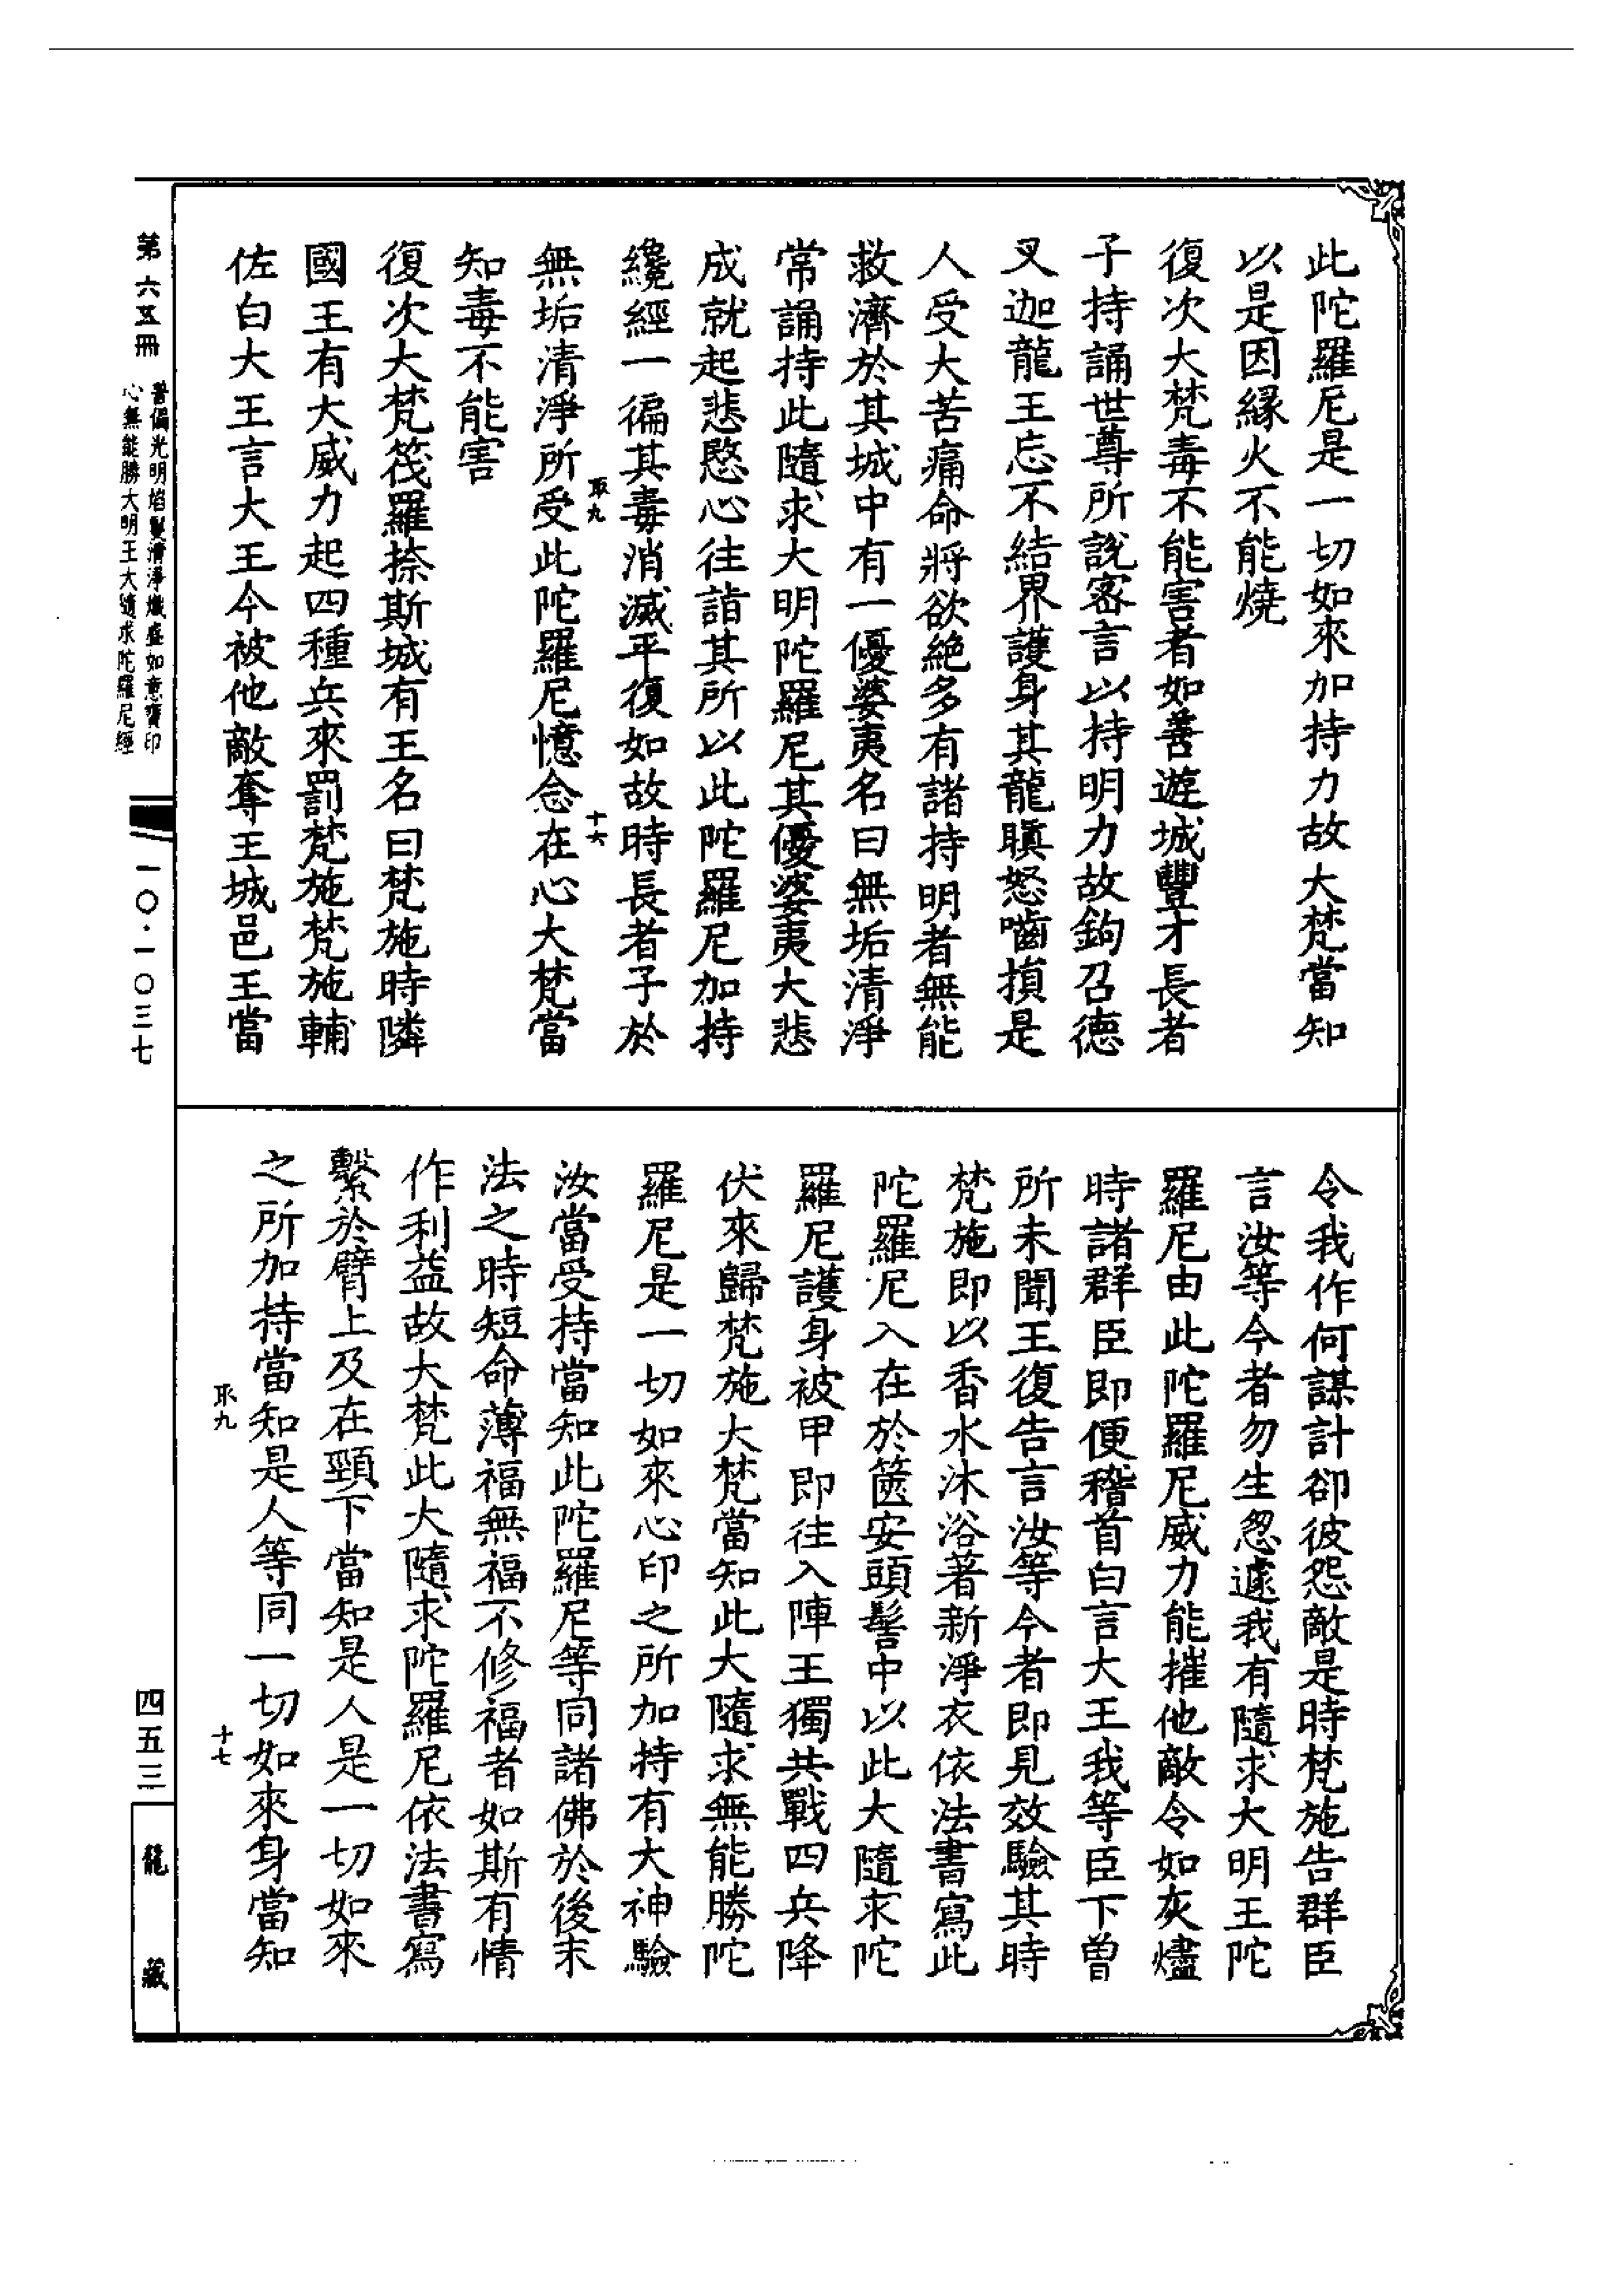 此陀羅尼是一切如來加持力故大梵當知
以是因緣火不能燒
復次大梵毒不能害者如善遊城豐才長者
子持誦世尊所說密言以持明力故鉤召德
叉迦龍王忘不結界護身其龍瞋怒嚙損是
人受大苦痛命將欲絶多有諸持明者無能
救濟於其城中有一優婆夷名曰無垢清淨
常誦持此隨求大明陀羅尼其優婆夷大悲
成就起悲愍心往詣其所以此陀羅尼加持
纔經一徧其毒消滅平復如故時長者子於
取九
十六
無垢清淨所受此陀羅尼憶念在心大梵當
知毒不能害
復次大梵筏羅捺斯城有王名曰梵施時隣
國王有大威力起四種兵來罰梵施梵施輔
佐白大王言大王今被他敵奪王城邑王當
令我作何謀計卻彼怨敵是時梵施告群臣
言汝等今者勿生怱遽我有隨求大明王陀
羅尼由此陀羅尼威力能摧他敵令如灰燼
時諸群臣即便稽首白言大王我等臣下曾
所未聞王復告言汝等今者即見效驗其時
梵施即以香水沐浴著新淨衣依法書寫此
陀羅尼入在於篋安頭髻中以此大隨求陀
羅尼護身被甲即往入陣王獨共戰四兵降
伏來歸梵施大梵當知此大隨求無能勝陀
羅尼是一切如來心印之所加持有大神驗
汝當受持當知此陀羅尼等同諸佛於後末
法之時短命薄福無福不修福者如斯有情
作利益故大梵此大隨求陀羅尼依法書寫
繫於臂上及在頸下當知是人是一切如來
之所加持當知是人等同一切如來身當知
取九
十七
第六五冊
普徧光明焰鬘清淨熾盛如意寶印
心無能勝大明王大隨求陀羅尼經
一〇·一〇三七
四五三
龍藏